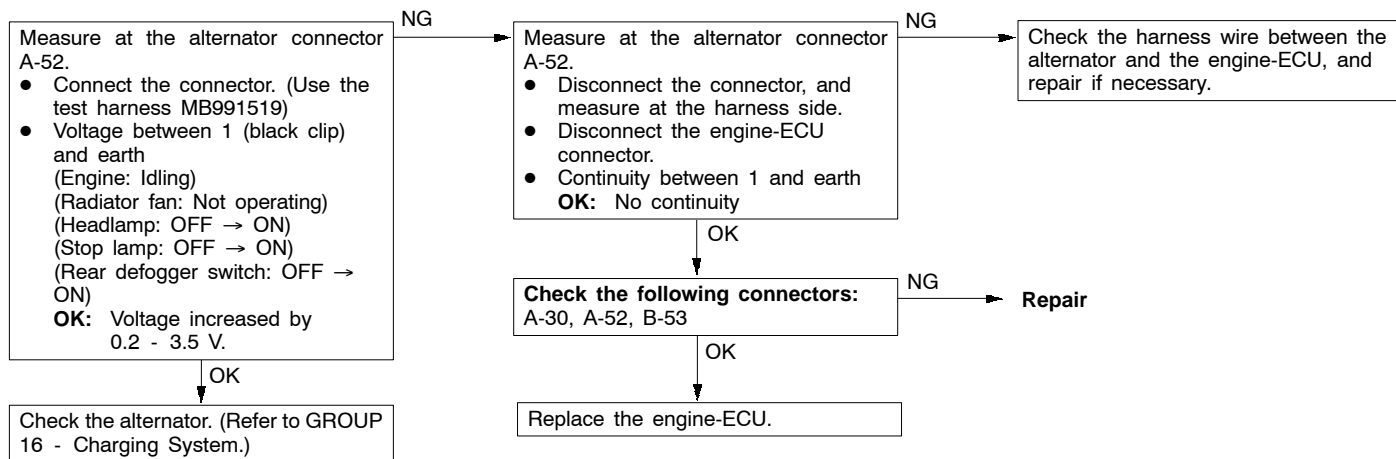 Measure at the alternator connector
A-52.
● Connect the connector. (Use the
test harness MB991519)
● Voltage between 1 (black clip)
and earth
(Engine: Idling)
(Radiator fan: Not operating)
(Headlamp: OFF → ON)
(Stop lamp: OFF → ON)
(Rear defogger switch: OFF →
ON)
OK: Voltage increased by
0.2 - 3.5 V.
OK
Check the alternator. (Refer to GROUP
16 - Charging System.)
NG
Measure at the alternator connector
A-52.
● Disconnect the connector, and
measure at the harness side.
● Disconnect the engine-ECU
connector.
● Continuity between 1 and earth
OK: No continuity
NG
Check the harness wire between the
alternator and the engine-ECU, and
repair if necessary.
OK
Check the following connectors:
A-30, A-52, B-53
NG
Repair
OK
Replace the engine-ECU.